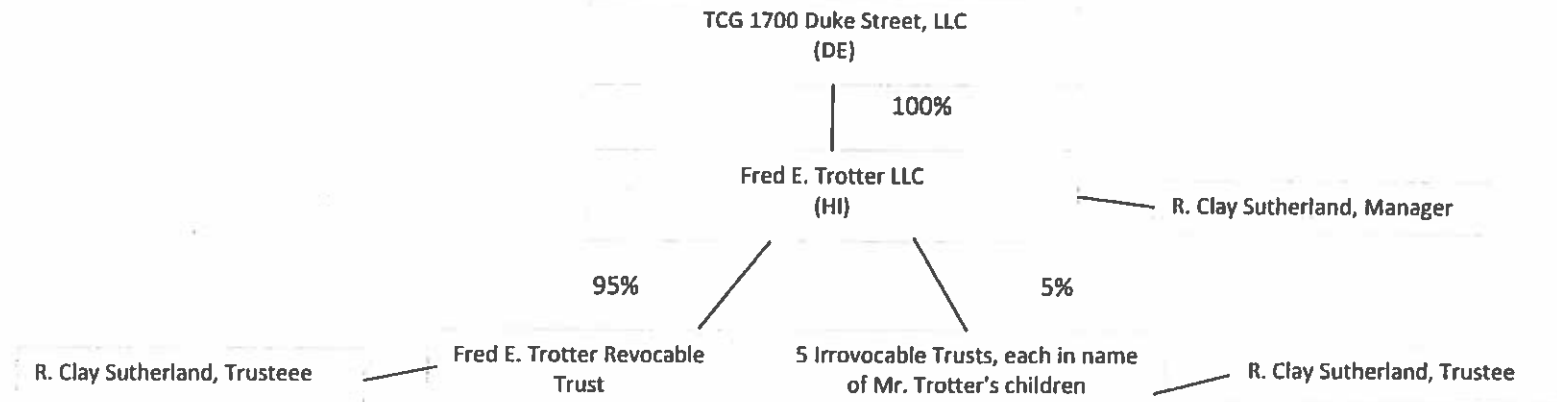 TCG 1700 Duke Street, LLC
(DE)
100%
Fred E. Trotter LLC
(HI)
R. Clay Sutherland, Manager
95%
5%
R. Clay Sutherland, Trusteee
Fred E. Trotter Revocable
Trust
5 Irrovocable Trusts, each in name
of Mr. Trotter's children
R. Clay Sutherland, Trustee